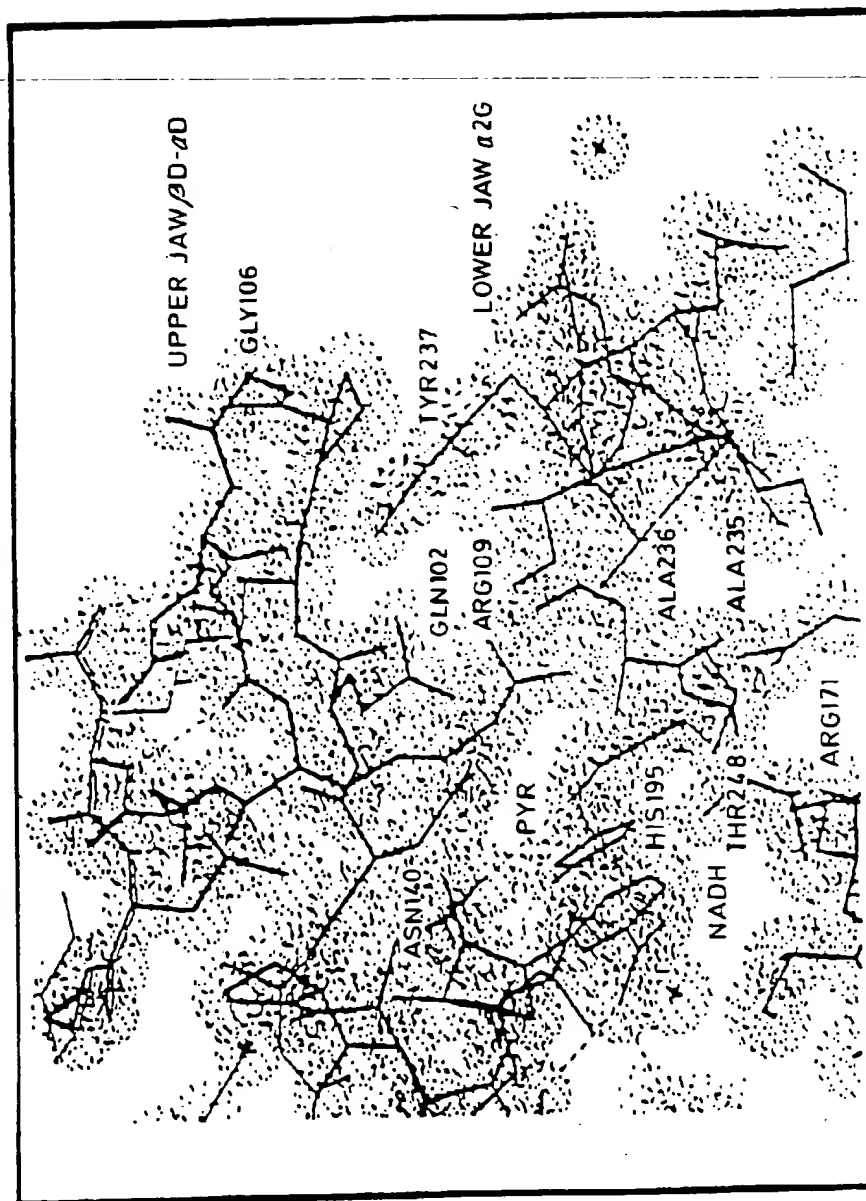 UPPER JAW βD-αD
GLY106
TYR237
LOWER JAW α2G
GLN102
ARG109
ASN140
PYR
ALA236
HIS195
ALA235
NADH
THR248
ARG171